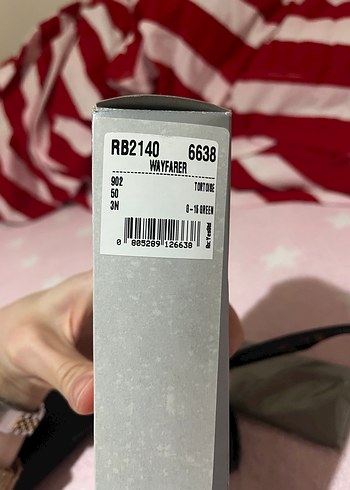 RB2140 6638
WAYFARER
902 TORTOISE
50
3N G-15 GREEN
0 805289 126638